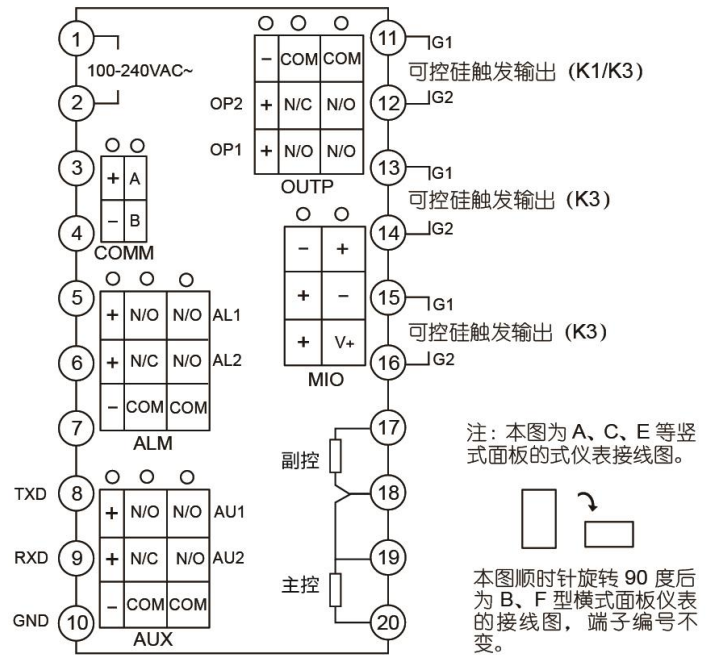 1
100-240VAC~
2
3
+ A
4
- B
COMM
5
+ N/O N/O AL1
6
+ N/C N/O AL2
7
- COM COM
ALM
TXD 8
+ N/O N/O AU1
RXD 9
+ N/C N/O AU2
GND 10
- COM COM
AUX
- COM COM
OP2 + N/C N/O
OP1 + N/O N/O
OUTP
- +
+ -
+ V+
MIO
11 G1
可控硅触发输出（K1/K3）
12 G2
13 G1
可控硅触发输出（K3）
14 G2
15 G1
可控硅触发输出（K3）
16 G2
17
副控
18
19
主控
20
注：本图为 A、C、E 等竖
式面板的式仪表接线图。
本图顺时针旋转 90 度后
为 B、F 型横式面板仪表
的接线图，端子编号不
变。